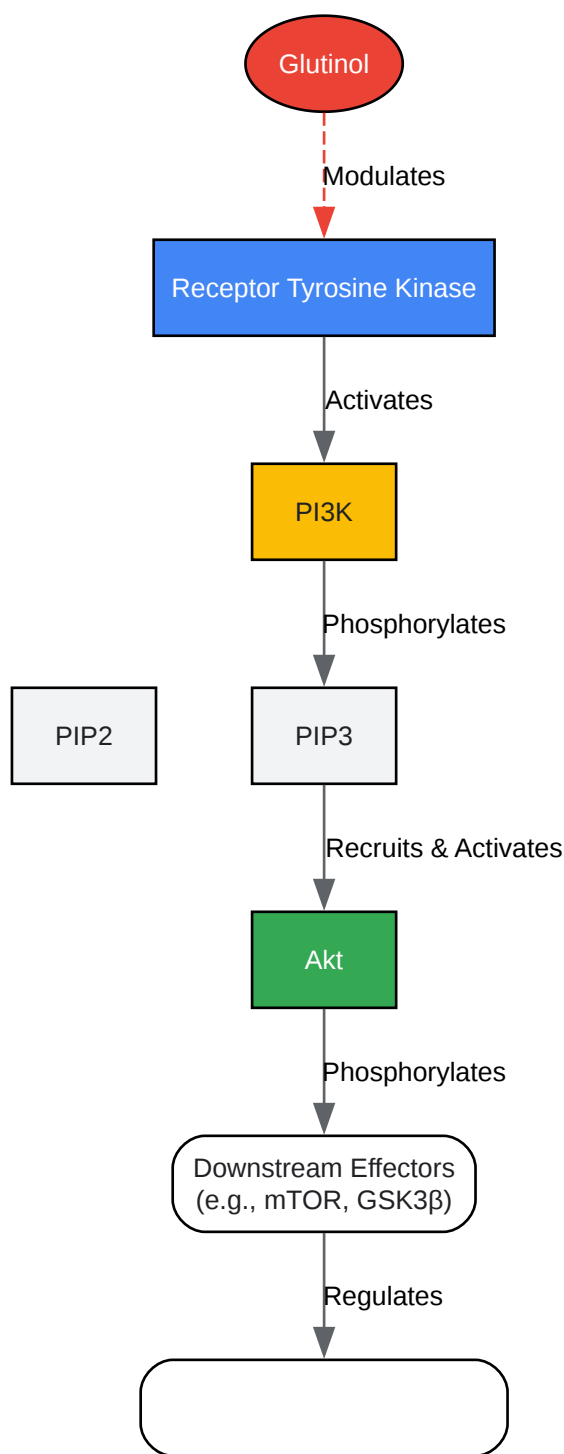 Glutinol
Modulates
Receptor Tyrosine Kinase
Activates
PI3K
Phosphorylates
PIP2
PIP3
Recruits & Activates
Akt
Phosphorylates
Downstream Effectors
(e.g., mTOR, GSK3β)
Regulates